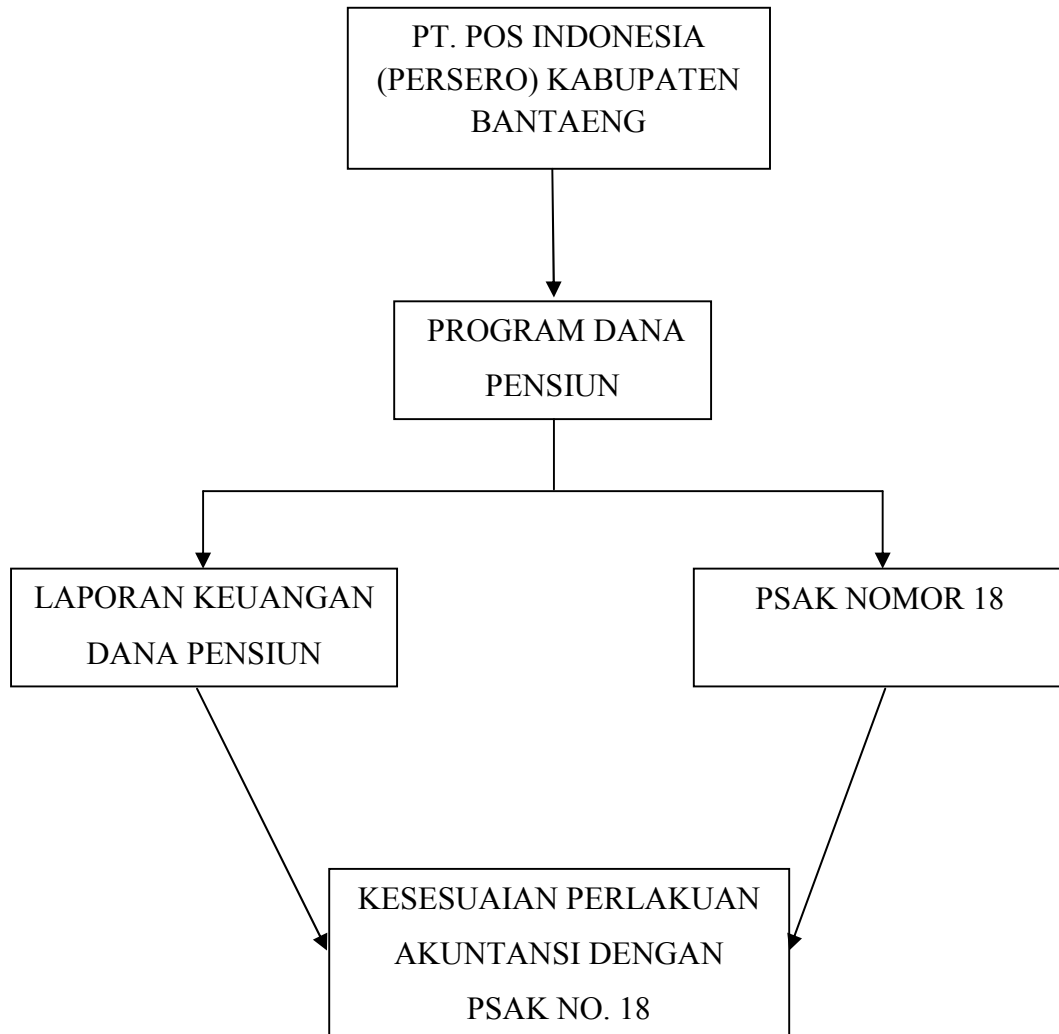 PT. POS INDONESIA
(PERSERO) KABUPATEN
BANTAENG
PROGRAM DANA
PENSIUN
LAPORAN KEUANGAN
DANA PENSIUN
PSAK NOMOR 18
KESESUAIAN PERLAKUAN
AKUNTANSI DENGAN
PSAK NO. 18